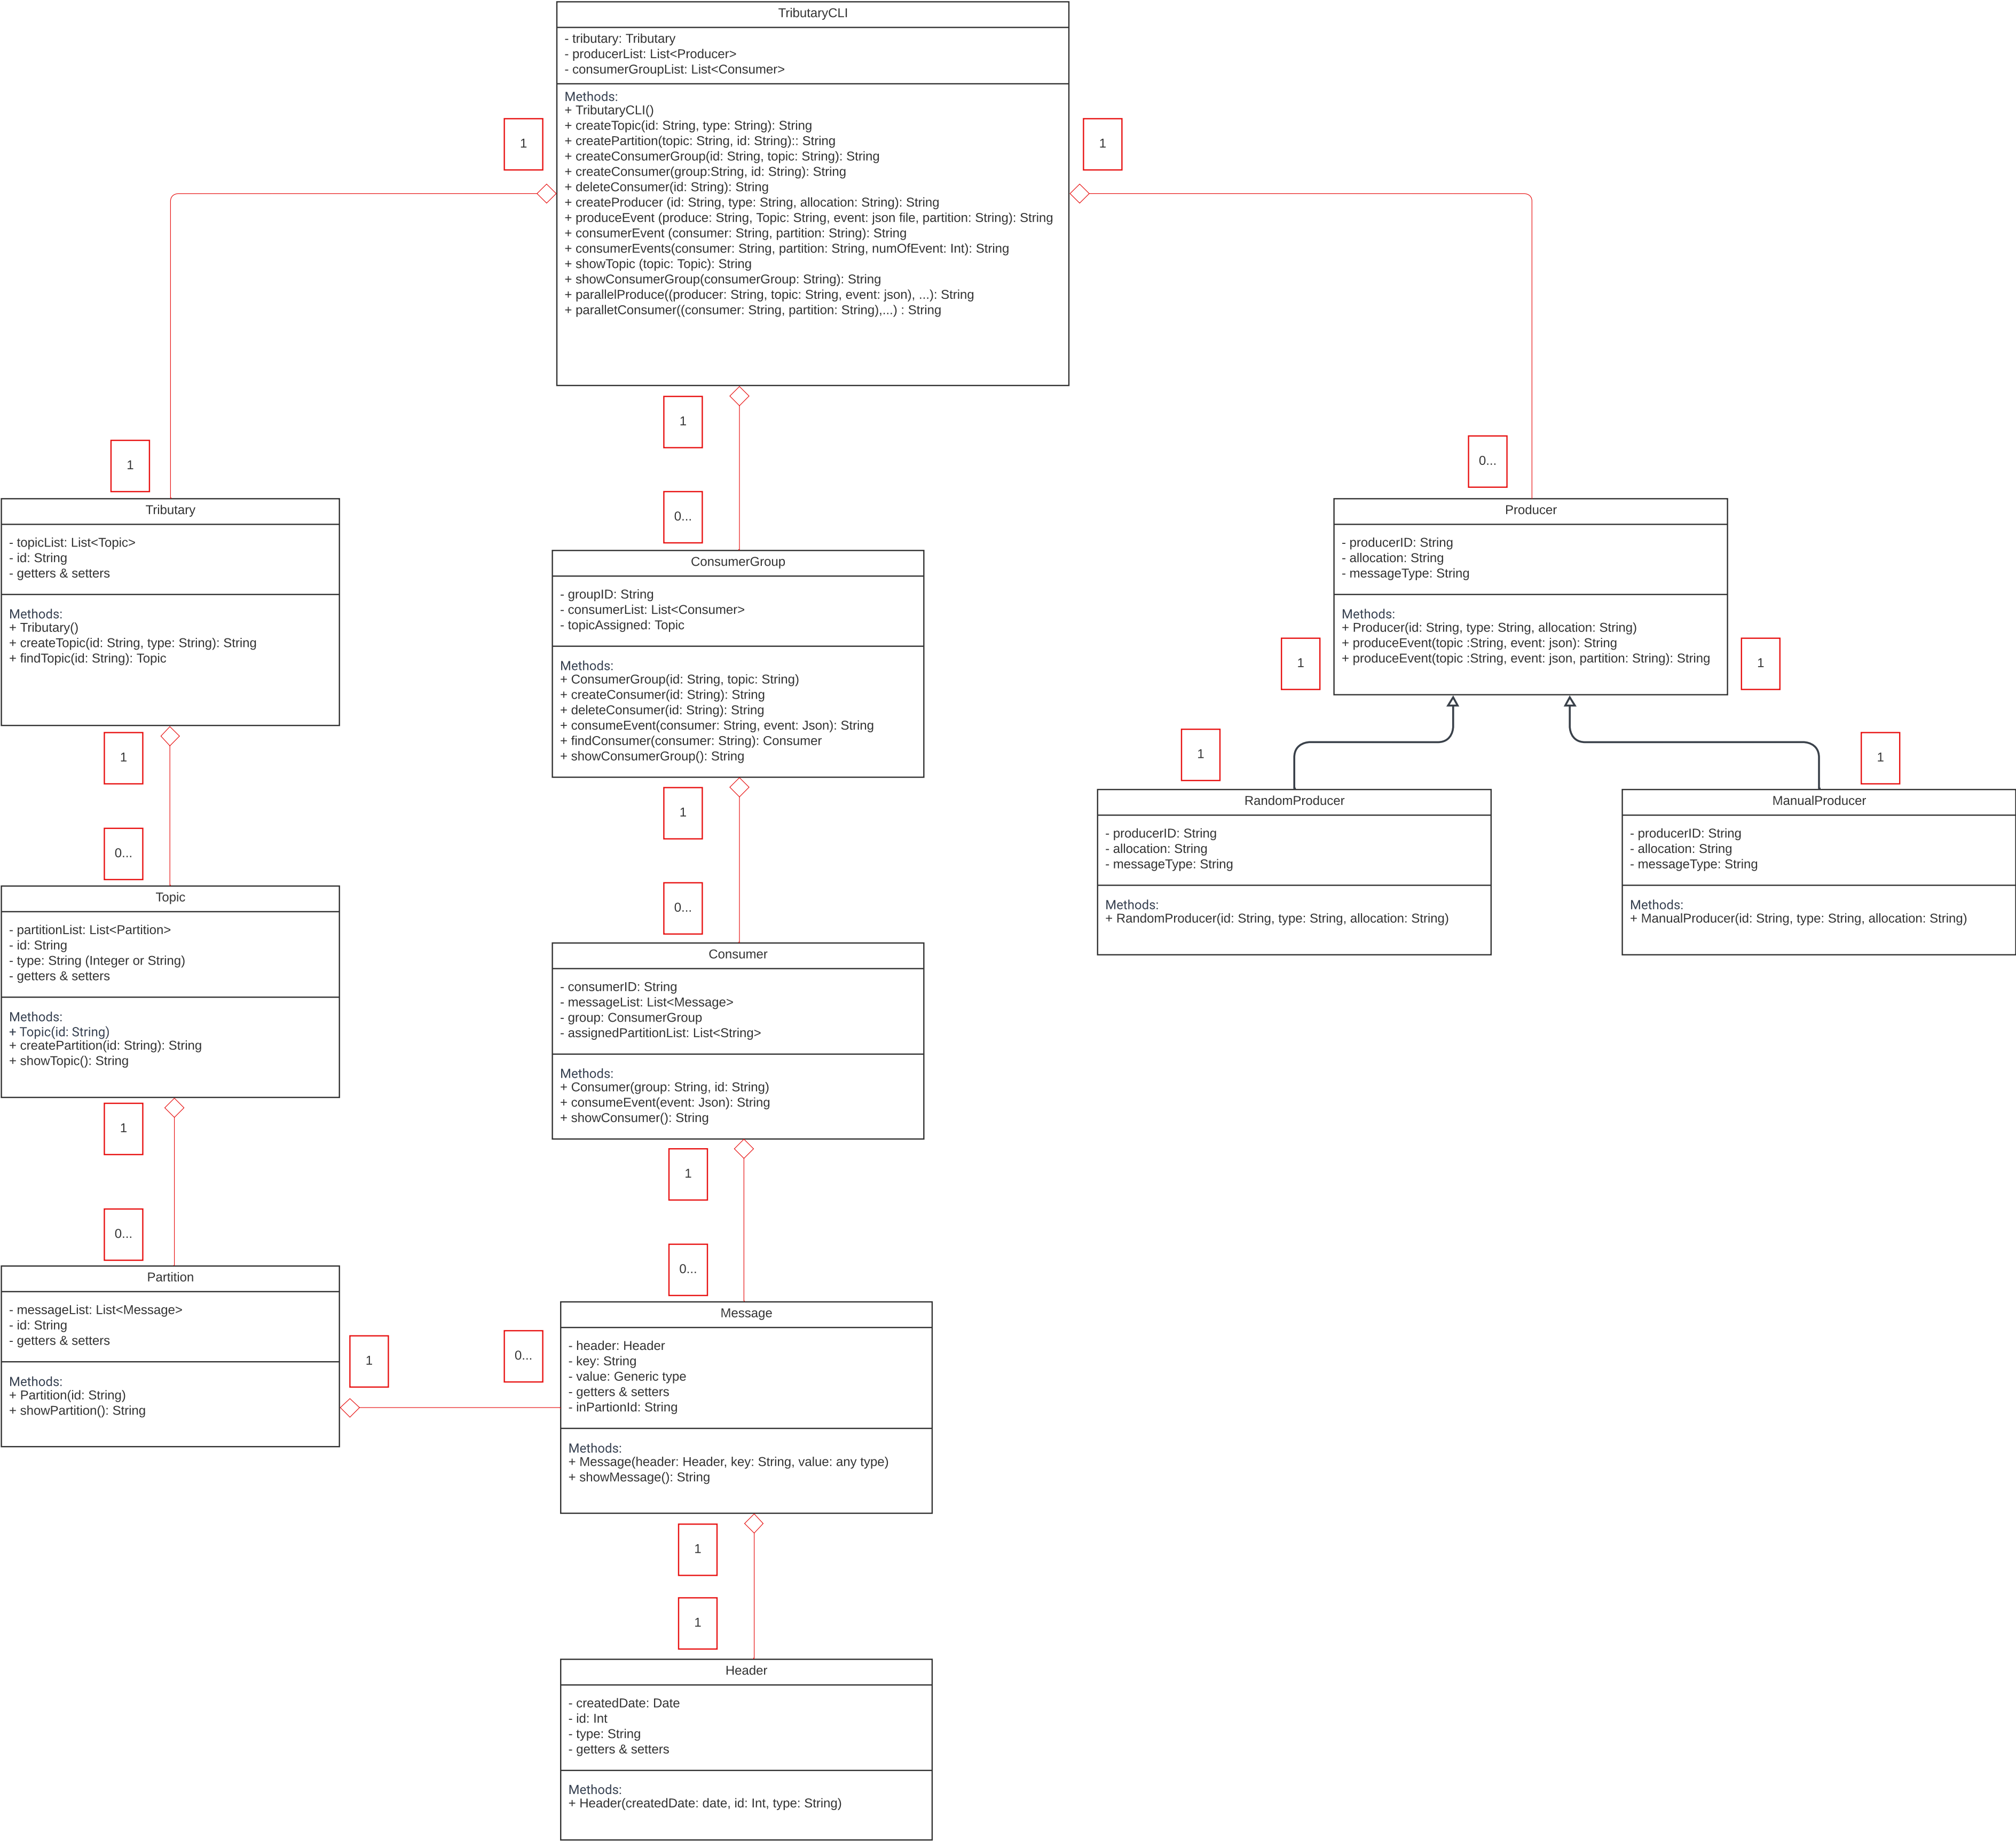 TributaryCLI
- tributary: Tributary
- producerList: List<Producer>
- consumerGroupList: List<Consumer>
Methods:
+ TributaryCLI()
+ createTopic(id: String, type: String): String
+ createPartition(topic: String, id: String):: String
+ createConsumerGroup(id: String, topic: String): String
+ createConsumer(group:String, id: String): String
+ deleteConsumer(id: String): String
+ createProducer (id: String, type: String, allocation: String): String
+ produceEvent (produce: String, Topic: String, event: json file, partition: String): String
+ consumerEvent (consumer: String, partition: String): String
+ consumerEvents(consumer: String, partition: String, numOfEvent: Int): String
+ showTopic (topic: Topic): String
+ showConsumerGroup(consumerGroup: String): String
+ parallelProduce((producer: String, topic: String, event: json), ...): String
+ paralletConsumer((consumer: String, partition: String),...) : String
1
1
1
1
0...
0...
Tributary
- topicList: List<Topic>
- id: String
- getters & setters
Methods:
+ Tributary()
+ createTopic(id: String, type: String): String
+ findTopic(id: String): Topic
1
0...
Topic
- partitionList: List<Partition>
- id: String
- type: String (Integer or String)
- getters & setters
Methods:
+ Topic(id: String)
+ createPartition(id: String): String
+ showTopic(): String
1
0...
Partition
- messageList: List<Message>
- id: String
- getters & setters
Methods:
+ Partition(id: String)
+ showPartition(): String
1
0...
ConsumerGroup
- groupID: String
- consumerList: List<Consumer>
- topicAssigned: Topic
Methods:
+ ConsumerGroup(id: String, topic: String)
+ createConsumer(id: String): String
+ deleteConsumer(id: String): String
+ consumeEvent(consumer: String, event: Json): String
+ findConsumer(consumer: String): Consumer
+ showConsumerGroup(): String
1
0...
Consumer
- consumerID: String
- messageList: List<Message>
- group: ConsumerGroup
- assignedPartitionList: List<String>
Methods:
+ Consumer(group: String, id: String)
+ consumeEvent(event: Json): String
+ showConsumer(): String
1
0...
Message
- header: Header
- key: String
- value: Generic type
- getters & setters
- inPartionId: String
Methods:
+ Message(header: Header, key: String, value: any type)
+ showMessage(): String
1
1
Header
- createdDate: Date
- id: Int
- type: String
- getters & setters
Methods:
+ Header(createdDate: date, id: Int, type: String)
Producer
- producerID: String
- allocation: String
- messageType: String
Methods:
+ Producer(id: String, type: String, allocation: String)
+ produceEvent(topic :String, event: json): String
+ produceEvent(topic :String, event: json, partition: String): String
1
1
1
1
RandomProducer
- producerID: String
- allocation: String
- messageType: String
Methods:
+ RandomProducer(id: String, type: String, allocation: String)
ManualProducer
- producerID: String
- allocation: String
- messageType: String
Methods:
+ ManualProducer(id: String, type: String, allocation: String)